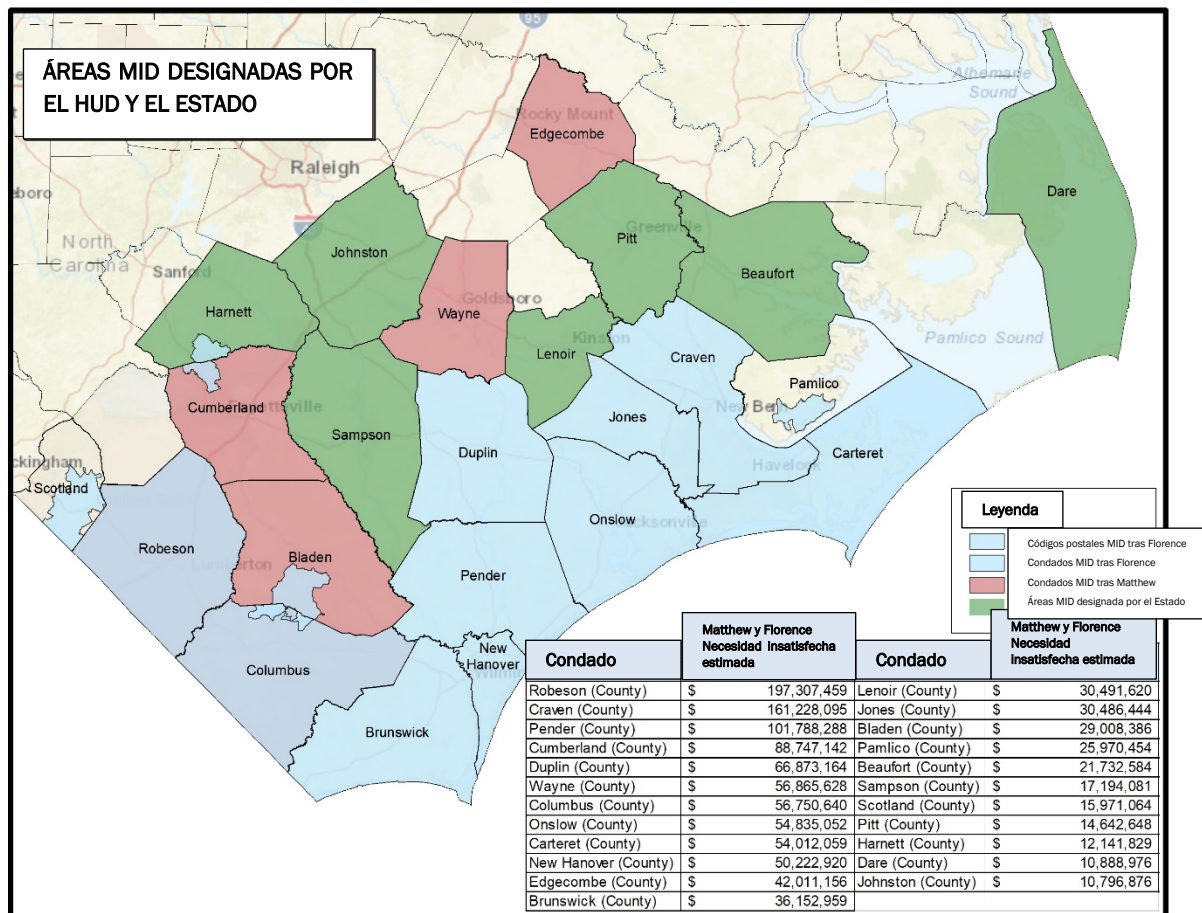 95
ÁREAS MID DESIGNADAS POR
EL HUD Y EL ESTADO
Albemarle
Sound
Rocky Mount
Edgecombe
Raleigh
boro
Dare
Greenville
Pitt
North
Carolina
Johnston
Sanford
Beaufort
Goldsboro
Harnett
Wayne
Kinston
Pamlico Sound
Lenoir
Craven
Pamlico
Cumberland
New Bern
Jones
Sampson
Duplin
Carteret
ckingham
Havelock
Scotland
Onslow
Jacksonville
Robeson
Bladen
Lumberton
Pender
New
Hanover
Columbus
Brunswick
Leyenda
Códigos postales MID tras Florence
Condados MID tras Florence
Condados MID tras Matthew
Áreas MID designada por el Estado
Condado Matthew y Florence Necesidad Insatisfecha estimada Condado Matthew y Florence Necesidad Insatisfecha estimada
Robeson (County) $ 197,307,459 Lenoir (County) $ 30,491,620
Craven (County) $ 161,228,095 Jones (County) $ 30,486,444
Pender (County) $ 101,788,288 Bladen (County) $ 29,008,386
Cumberland (County) $ 88,747,142 Pamlico (County) $ 25,970,454
Duplin (County) $ 66,873,164 Beaufort (County) $ 21,732,584
Wayne (County) $ 56,865,628 Sampson (County) $ 17,194,081
Columbus (County) $ 56,750,640 Scotland (County) $ 15,971,064
Onslow (County) $ 54,835,052 Pitt (County) $ 14,642,648
Carteret (County) $ 54,012,059 Harnett (County) $ 12,141,829
New Hanover (County) $ 50,222,920 Dare (County) $ 10,888,976
Edgecombe (County) $ 42,011,156 Johnston (County) $ 10,796,876
Brunswick (County) $ 36,152,959